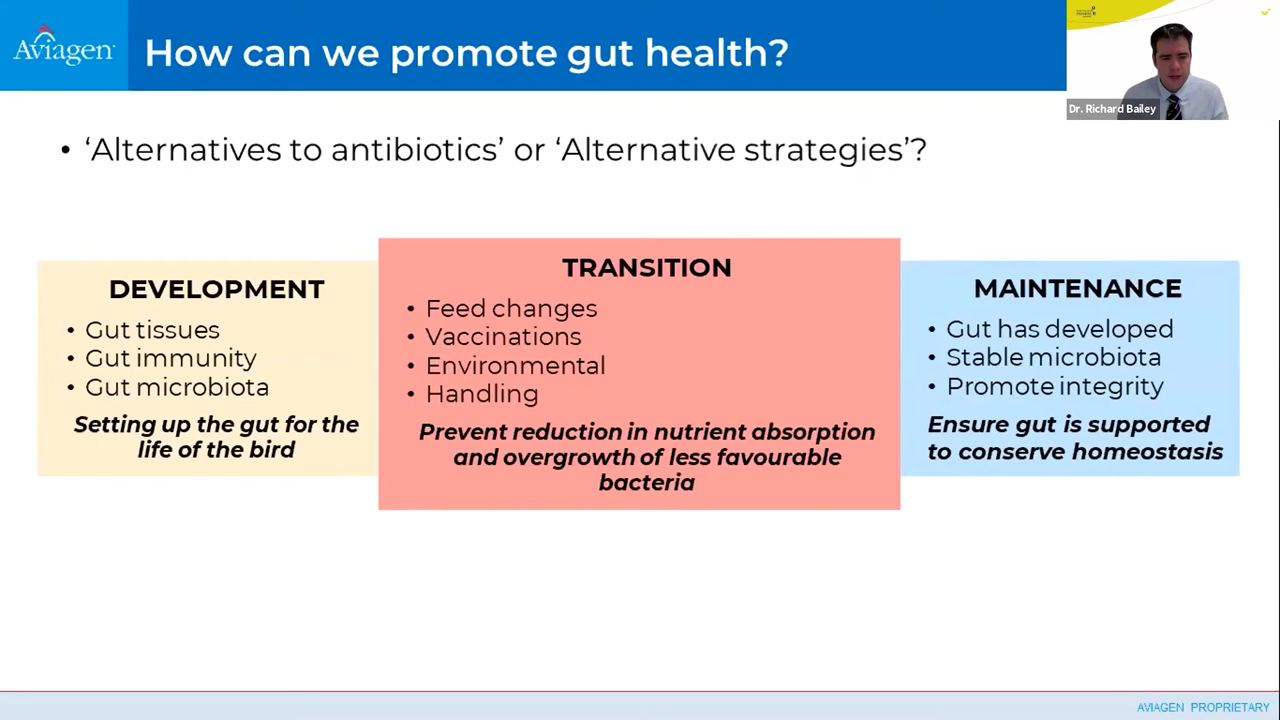 Aviagen
How can we promote gut health?
Dr. Richard Bailey
• ‘Alternatives to antibiotics’ or ‘Alternative strategies’?
DEVELOPMENT
• Gut tissues
• Gut immunity
• Gut microbiota
Setting up the gut for the
life of the bird
TRANSITION
• Feed changes
• Vaccinations
• Environmental
• Handling
Prevent reduction in nutrient absorption
and overgrowth of less favourable
bacteria
MAINTENANCE
• Gut has developed
• Stable microbiota
• Promote integrity
Ensure gut is supported
to conserve homeostasis
AVIAGEN PROPRIETARY